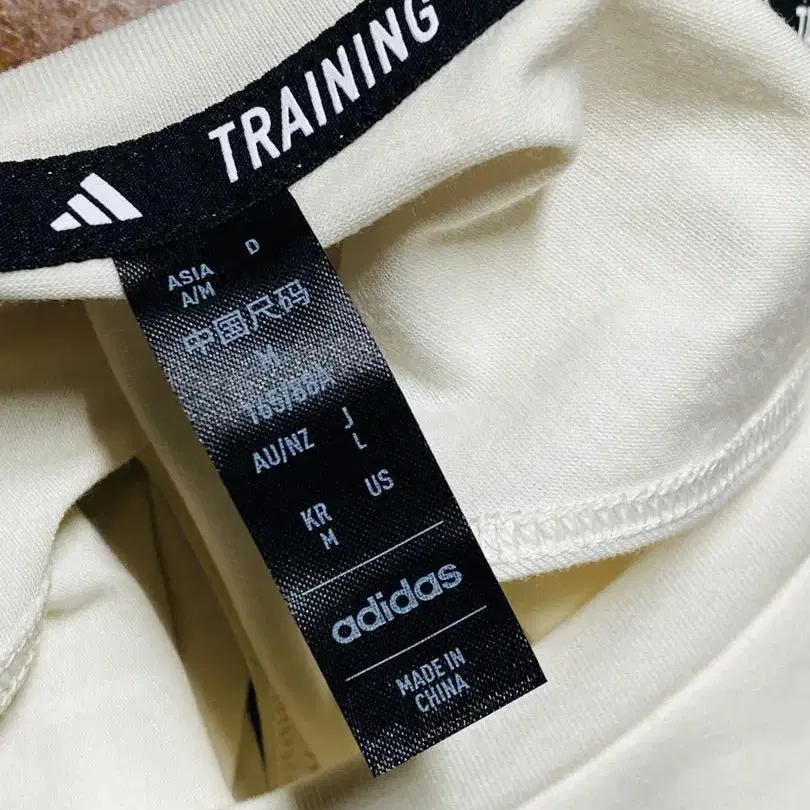 TRAINING
ASIA D
A/M
中国尺码
M
AU/NZ J
L
KR US
M
adidas
MADE IN
CHINA